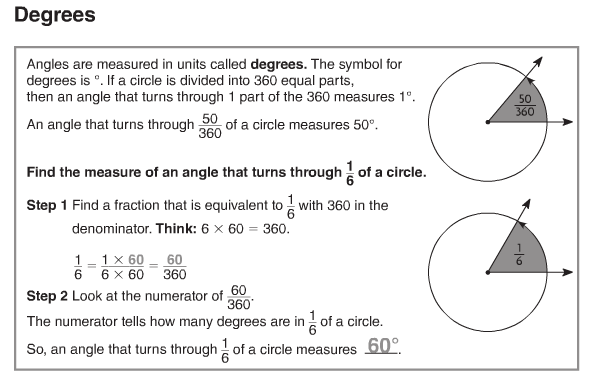 Degrees
Angles are measured in units called degrees. The symbol for
degrees is °. If a circle is divided into 360 equal parts,
then an angle that turns through 1 part of the 360 measures 1°.
An angle that turns through 50/360 of a circle measures 50°.
50/360
Find the measure of an angle that turns through 1/6 of a circle.
Step 1 Find a fraction that is equivalent to 1/6 with 360 in the
denominator. Think: 6 × 60 = 360.
1/6 = 1 × 60/6 × 60 = 60/360
1/6
Step 2 Look at the numerator of 60/360.
The numerator tells how many degrees are in 1/6 of a circle.
So, an angle that turns through 1/6 of a circle measures 60°.